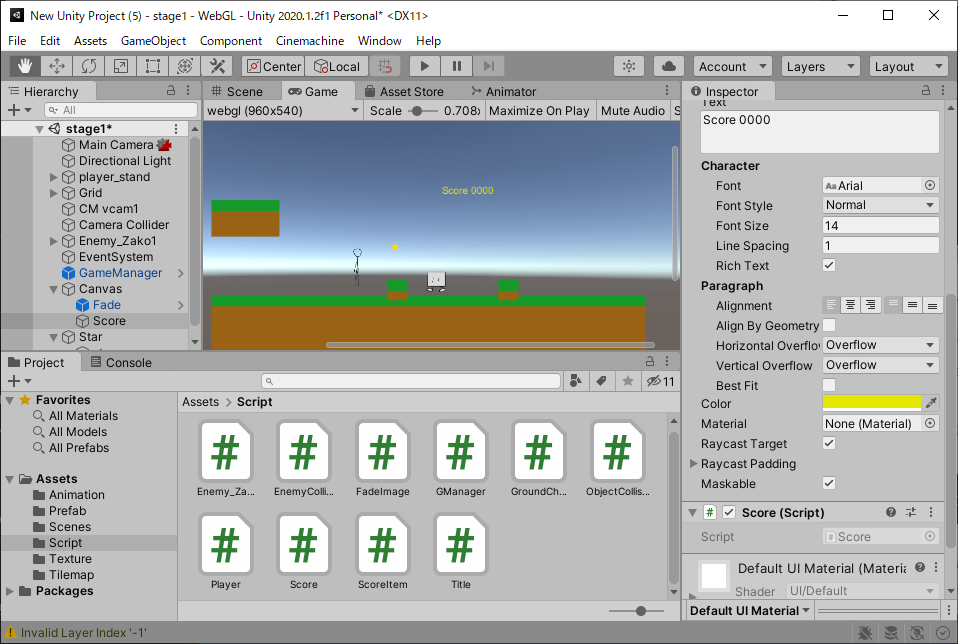 New Unity Project (5) - stage1 - WebGL - Unity 2020.1.2f1 Personal* <DX11>
File Edit Assets GameObject Component Cinemachine Window Help
Center Local Account Layers Layout
Hierarchy
All
stage1*
Main Camera
Directional Light
player_stand
Grid
CM vcam1
Camera Collider
Enemy_Zako1
EventSystem
GameManager
Canvas
Fade
Score
Star
Scene Game Asset Store Animator
webgl (960x540) Scale 0.708 Maximize On Play Mute Audio S
Score 0000
Inspector
Text
Score 0000
Character
Font Arial
Font Style Normal
Font Size 14
Line Spacing 1
Rich Text
Paragraph
Alignment
Align By Geometry
Horizontal Overflo Overflow
Vertical Overflow Overflow
Best Fit
Color
Material None (Material)
Raycast Target
Raycast Padding
Maskable
# Score (Script)
Script # Score
Default UI Material (Materia
Shader UI/Default
Default UI Material
Project Console
11
Favorites
All Materials
All Models
All Prefabs
Assets
Animation
Prefab
Scenes
Script
Texture
Tilemap
Packages
Assets > Script
# # # # # #
Enemy_Za... EnemyColli... FadeImage GManager GroundCh... ObjectCollis...
# # # #
Player Score ScoreItem Title
Invalid Layer Index '-1'